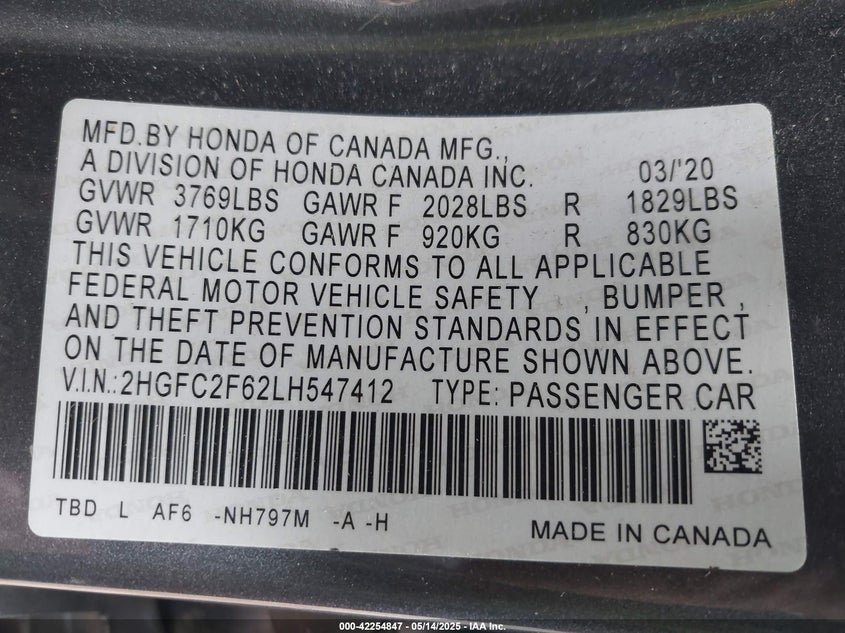 MFD.BY HONDA OF CANADA MFG.,
A DIVISION OF HONDA CANADA INC. 03/'20
GVWR 3769LBS GAWR F 2028LBS R 1829LBS
GVWR 1710KG GAWR F 920KG R 830KG
THIS VEHICLE CONFORMS TO ALL APPLICABLE
FEDERAL MOTOR VEHICLE SAFETY , BUMPER ,
AND THEFT PREVENTION STANDARDS IN EFFECT
ON THE DATE OF MANUFACTURE SHOWN ABOVE.
V.I.N.:2HGFC2F62LH547412 TYPE: PASSENGER CAR
TBD L AF6 -NH797M -A -H
MADE IN CANADA
000-42254847 — 05/14/2025 — IAA Inc.